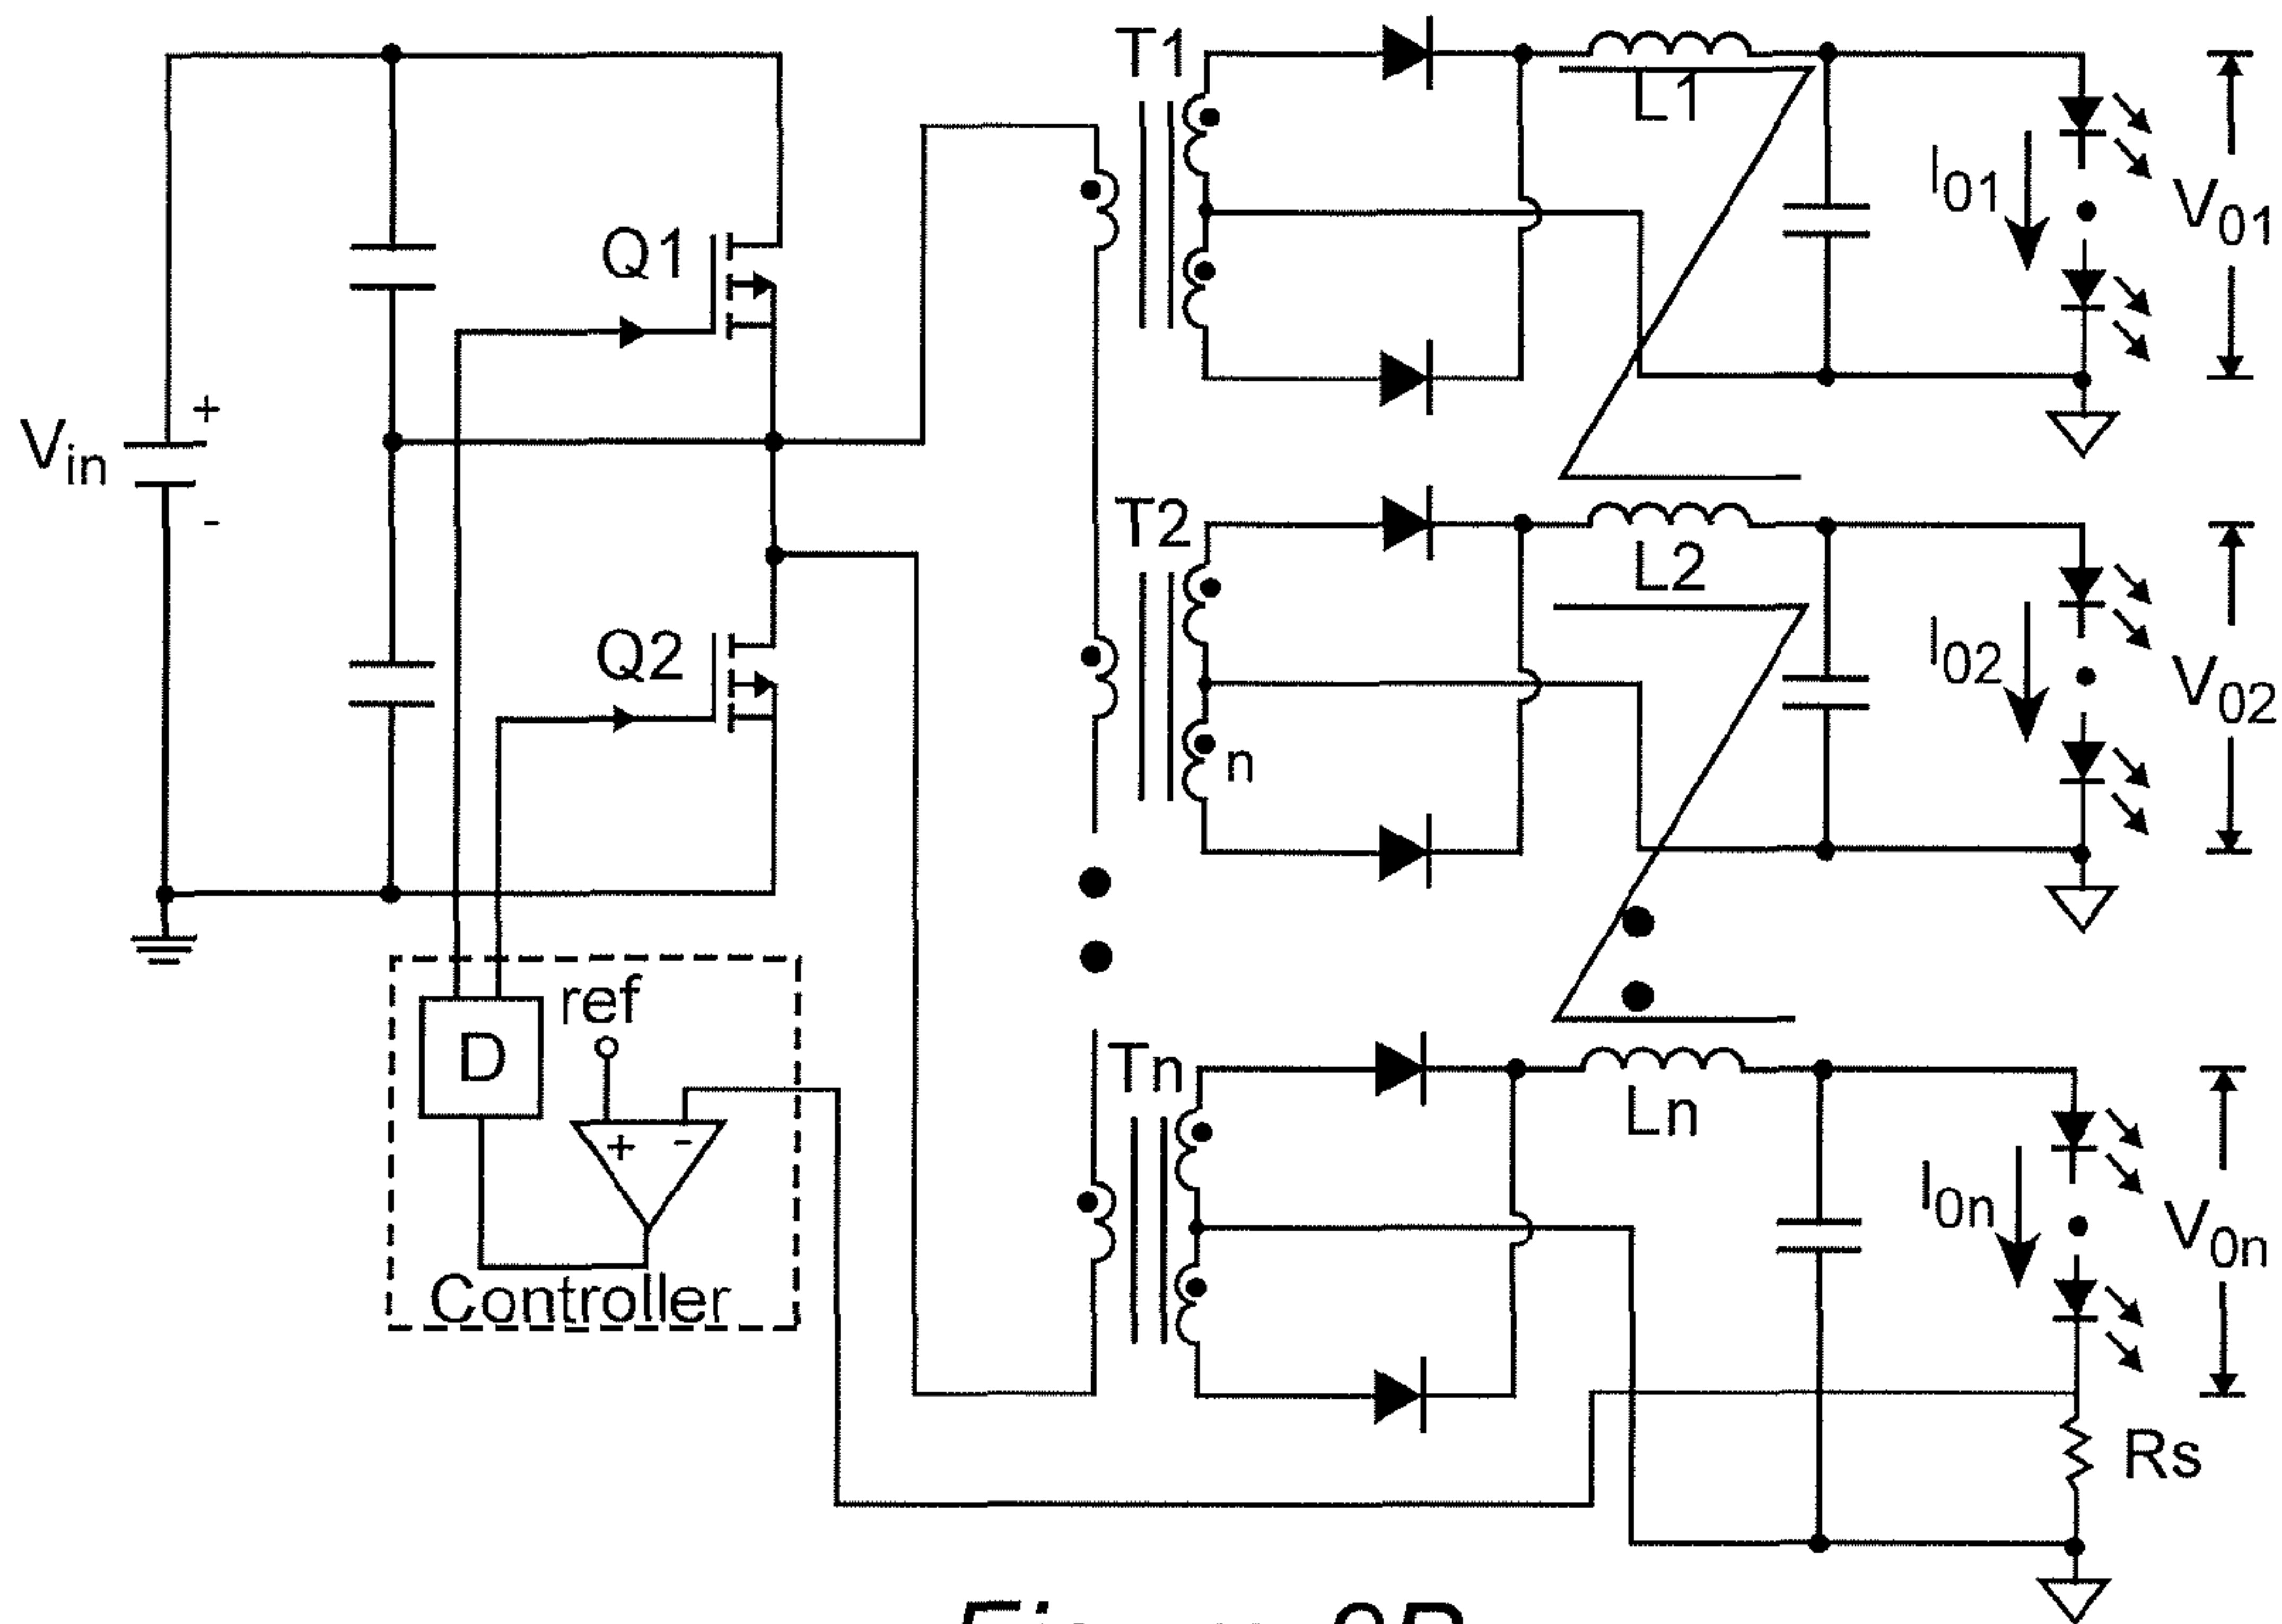 T1
L1
I01
V01
Q1
Vin
+
-
T2
L2
I02
V02
Q2
n
ref
D
+ -
Controller
Tn
Ln
I0n
V0n
Rs